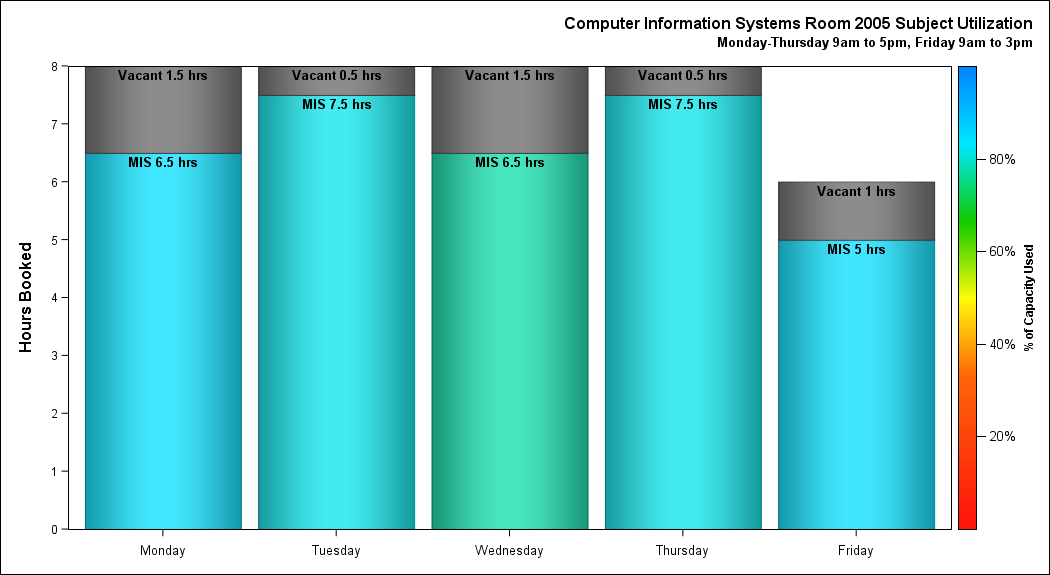 Computer Information Systems Room 2005 Subject Utilization
Monday-Thursday 9am to 5pm, Friday 9am to 3pm
Hours Booked
8
7
6
5
4
3
2
1
0
Vacant 1.5 hrs
MIS 6.5 hrs
Vacant 0.5 hrs
MIS 7.5 hrs
Vacant 1.5 hrs
MIS 6.5 hrs
Vacant 0.5 hrs
MIS 7.5 hrs
Vacant 1 hrs
MIS 5 hrs
Monday
Tuesday
Wednesday
Thursday
Friday
80%
60%
40%
20%
% of Capacity Used